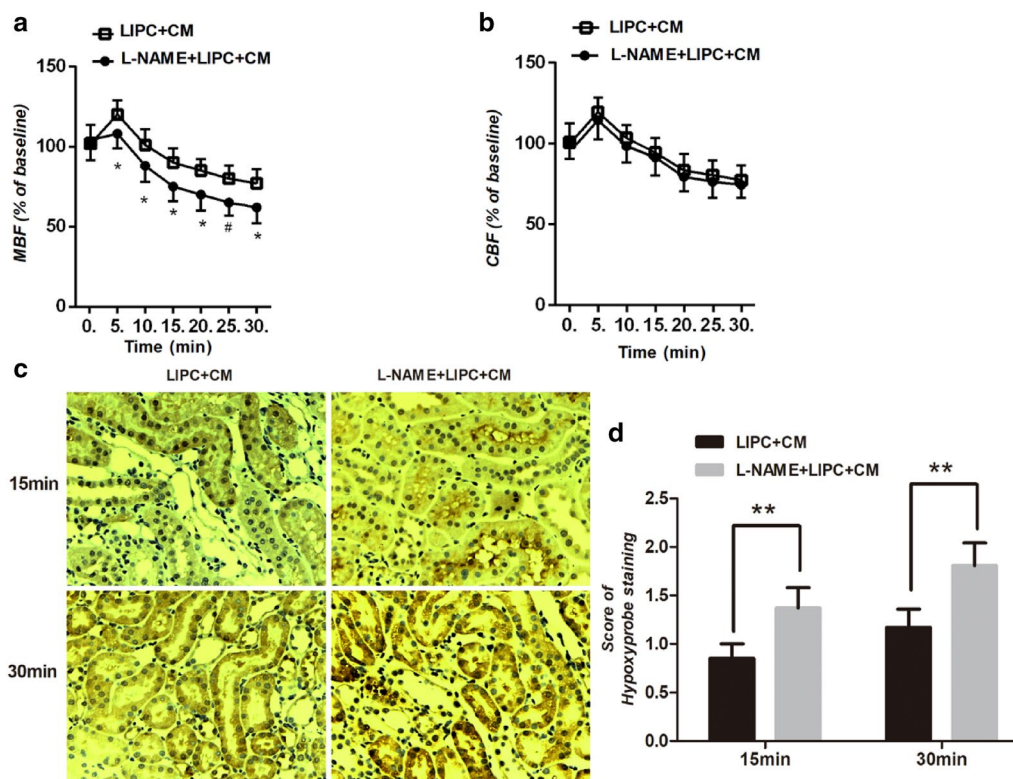 a
LIPC+CM
L-NAME+LIPC+CM
MBF (% of baseline)
150
100
50
0
*
*
*
*
#
*
0. 5. 10. 15. 20. 25. 30.
Time (min)
b
LIPC+CM
L-NAME+LIPC+CM
CBF (% of baseline)
150
100
50
0
0. 5. 10. 15. 20. 25. 30.
Time (min)
c
LIPC+CM L-NAME+LIPC+CM
15min
30min
d
LIPC+CM
L-NAME+LIPC+CM
Score of
Hypoxyprobe staining
2.5
2.0
1.5
1.0
0.5
0.0
**
**
15min 30min